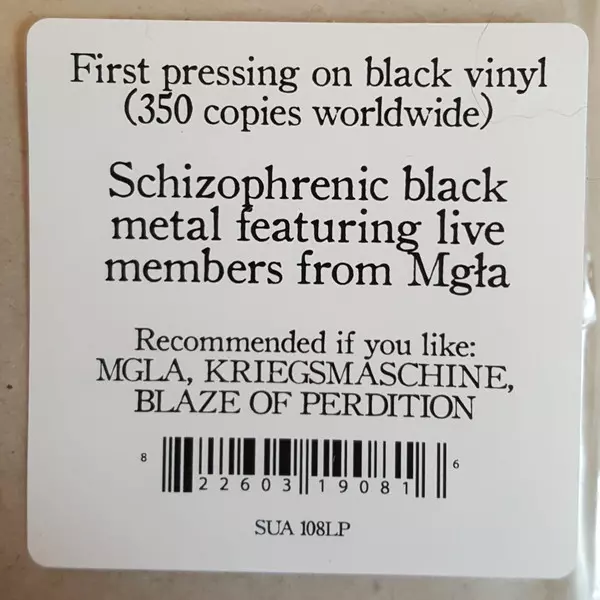 First pressing on black vinyl
(350 copies worldwide)
Schizophrenic black
metal featuring live
members from Mgła
Recommended if you like:
MGLA, KRIEGSMASCHINE,
BLAZE OF PERDITION
8 22603 19081 6
SUA 108LP